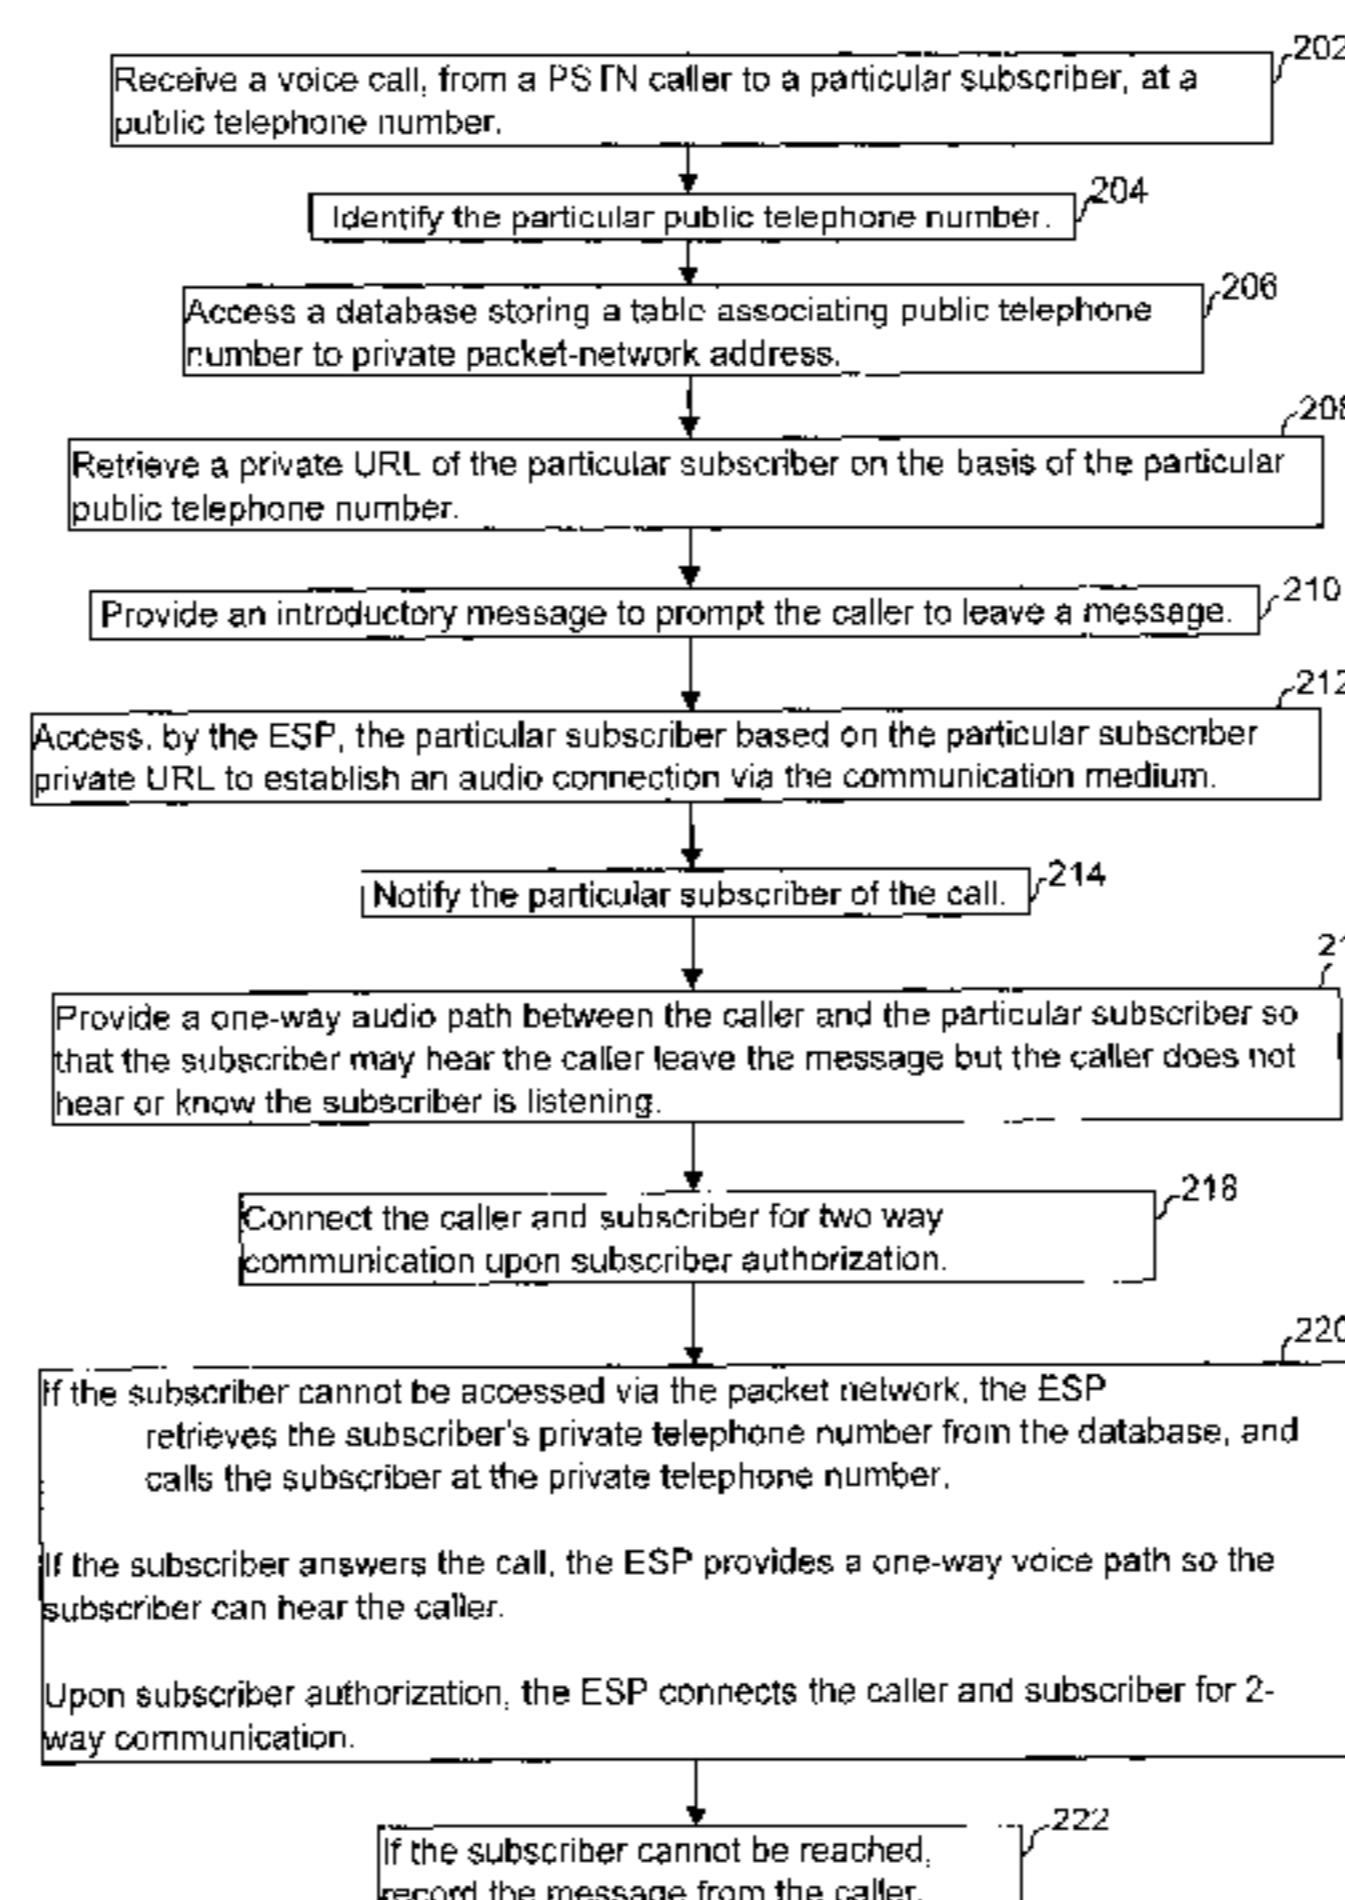 202
Receive a voice call, from a PSTN caller to a particular subscriber, at a
public telephone number.
204
Identify the particular public telephone number.
206
Access a database storing a table associating public telephone
number to private packet-network address.
208
Retrieve a private URL of the particular subscriber on the basis of the particular
public telephone number.
210
Provide an introductory message to prompt the caller to leave a message.
212
Access, by the ESP, the particular subscriber based on the particular subscriber
private URL to establish an audio connection via the communication medium.
214
Notify the particular subscriber of the call.
Provide a one-way audio path between the caller and the particular subscriber so
that the subscriber may hear the caller leave the message but the caller does not
hear or know the subscriber is listening.
218
Connect the caller and subscriber for two way
communication upon subscriber authorization.
220
If the subscriber cannot be accessed via the packet network, the ESP
retrieves the subscriber's private telephone number from the database, and
calls the subscriber at the private telephone number.
If the subscriber answers the call, the ESP provides a one-way voice path so the
subscriber can hear the caller.
Upon subscriber authorization, the ESP connects the caller and subscriber for 2-
way communication.
222
If the subscriber cannot be reached,
record the message from the caller.